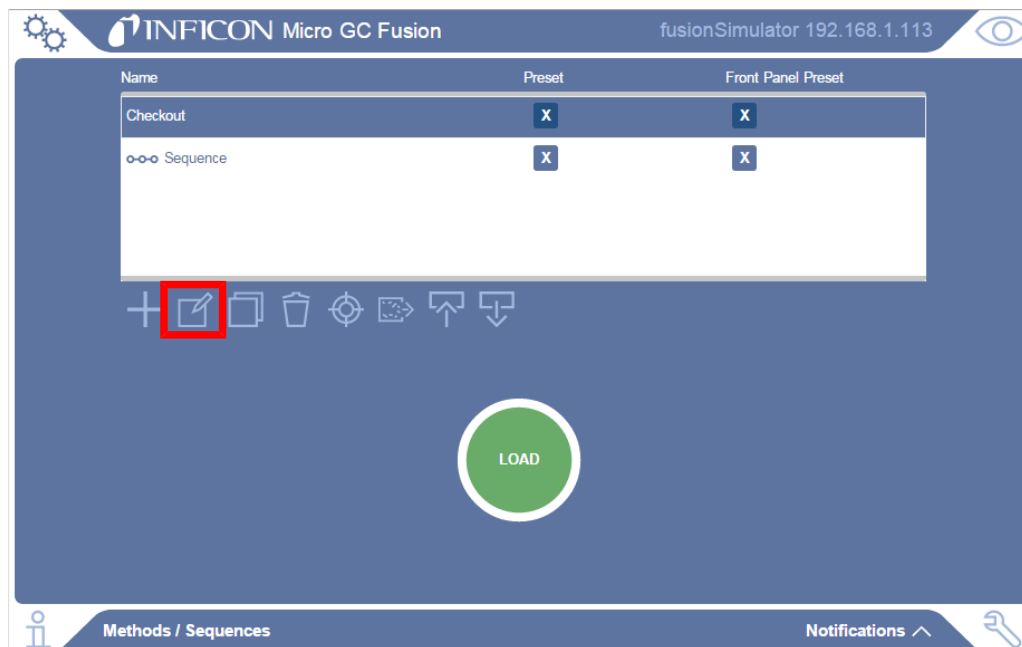 INFICON Micro GC Fusion fusionSimulator 192.168.1.113
Name Preset Front Panel Preset
Checkout X X
Sequence X X
LOAD
Methods / Sequences Notifications